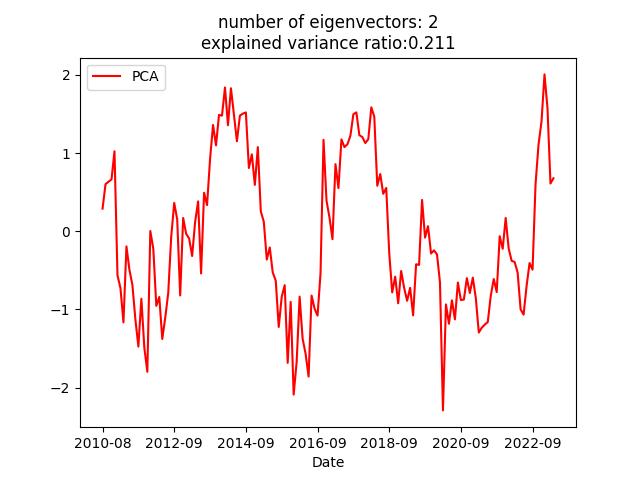 number of eigenvectors: 2
explained variance ratio:0.211
PCA
2
1
0
−1
−2
2010-08 2012-09 2014-09 2016-09 2018-09 2020-09 2022-09
Date